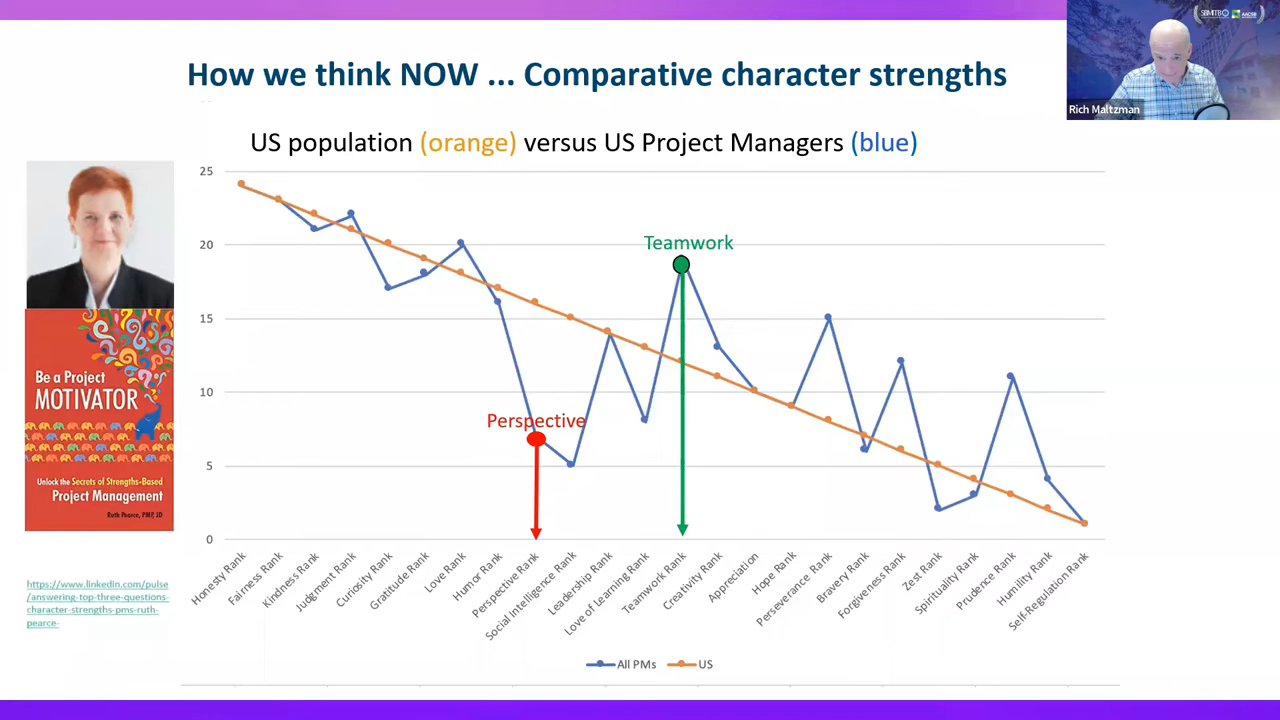 SBMITB AACSB
Rich Maltzman
How we think NOW ... Comparative character strengths
US population (orange) versus US Project Managers (blue)
25
20
15
10
5
0
Teamwork
Perspective
Honesty Rank
Fairness Rank
Kindness Rank
Judgment Rank
Curiosity Rank
Gratitude Rank
Love Rank
Humor Rank
Perspective Rank
Social Intelligence Rank
Leadership Rank
Love of Learning Rank
Teamwork Rank
Creativity Rank
Appreciation
Hope Rank
Perseverance Rank
Bravery Rank
Forgiveness Rank
Zest Rank
Spirituality Rank
Prudence Rank
Humility Rank
Self-Regulation Rank
All PMs
US
Be a Project
MOTIVATOR
Unlock the Secrets of Strengths-Based
Project Management
Ruth Pearce, PMP, JD
https://www.linkedin.com/pulse
/answering-top-three-questions-
character-strengths-pms-ruth-
pearce-